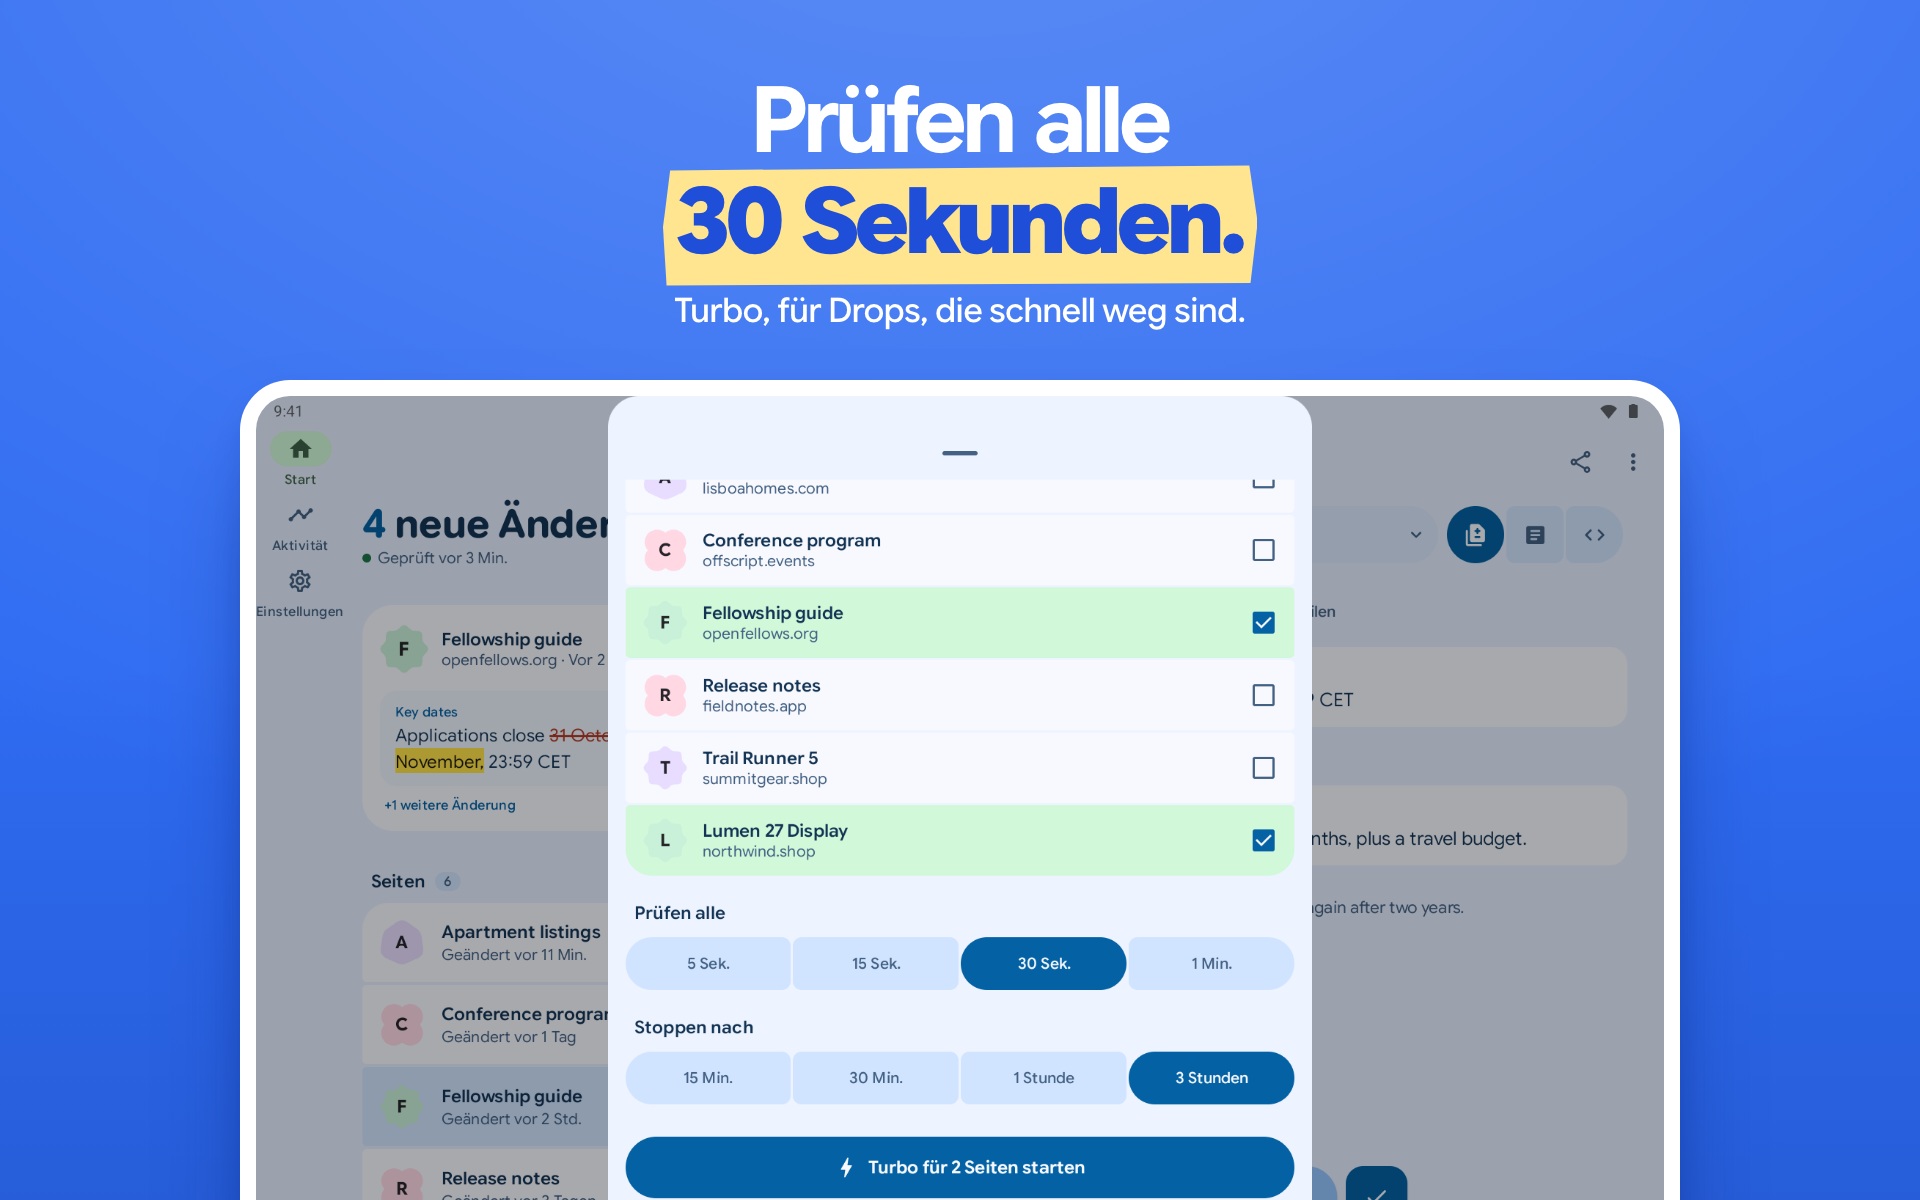 Prüfen alle
30 Sekunden.
Turbo, für Drops, die schnell weg sind.
9:41
Start
Aktivität
Einstellungen
4 neue Änder
Geprüft vor 3 Min.
F
Fellowship guide
openfellows.org · Vor 2
Key dates
Applications close 31 Octo
November, 23:59 CET
+1 weitere Änderung
Seiten 6
A
Apartment listings
Geändert vor 11 Min.
C
Conference program
Geändert vor 1 Tag
F
Fellowship guide
Geändert vor 2 Std.
R
Release notes
lisboahomes.com
C
Conference program
offscript.events
F
Fellowship guide
openfellows.org
R
Release notes
fieldnotes.app
T
Trail Runner 5
summitgear.shop
L
Lumen 27 Display
northwind.shop
Prüfen alle
5 Sek.
15 Sek.
30 Sek.
1 Min.
Stoppen nach
15 Min.
30 Min.
1 Stunde
3 Stunden
Turbo für 2 Seiten starten
ilen
CET
nths, plus a travel budget.
gain after two years.